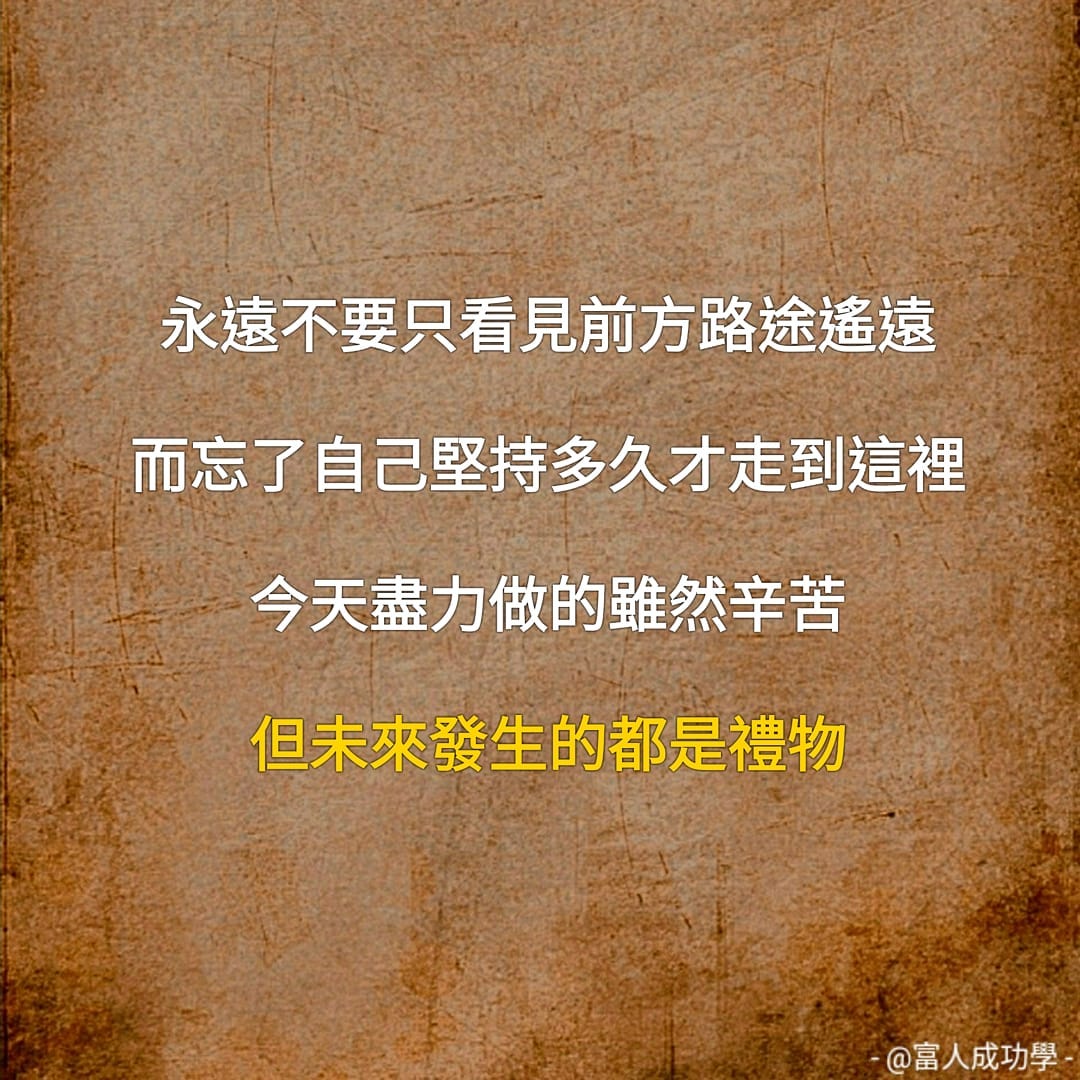 永遠不要只看見前方路途遙遠
而忘了自己堅持多久才走到這裡
今天盡力做的雖然辛苦
但未來發生的都是禮物
- @富人成功學 -